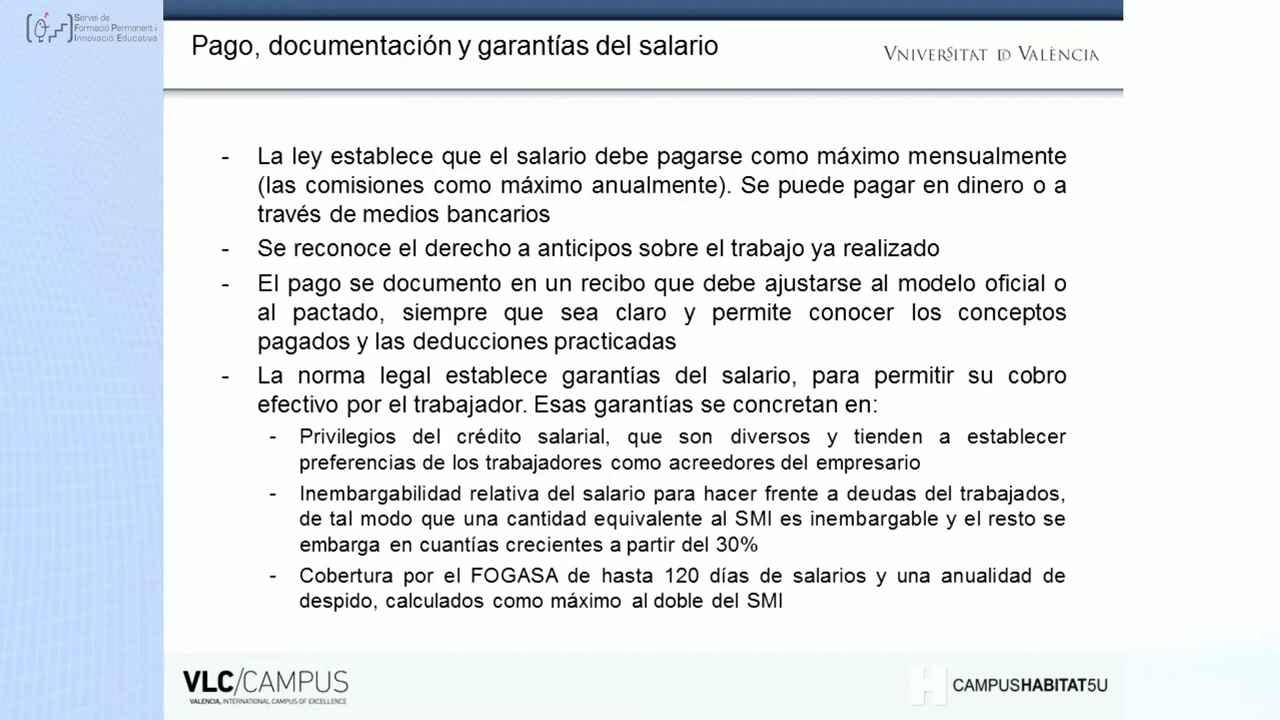 Servei de
Formació Permanent i
Innovació Educativa
Pago, documentación y garantías del salario
VNIVERSITAT DE VALÈNCIA
- La ley establece que el salario debe pagarse como máximo mensualmente
(las comisiones como máximo anualmente). Se puede pagar en dinero o a
través de medios bancarios
- Se reconoce el derecho a anticipos sobre el trabajo ya realizado
- El pago se documento en un recibo que debe ajustarse al modelo oficial o
al pactado, siempre que sea claro y permite conocer los conceptos
pagados y las deducciones practicadas
- La norma legal establece garantías del salario, para permitir su cobro
efectivo por el trabajador. Esas garantías se concretan en:
- Privilegios del crédito salarial, que son diversos y tienden a establecer
preferencias de los trabajadores como acreedores del empresario
- Inembargabilidad relativa del salario para hacer frente a deudas del trabajados,
de tal modo que una cantidad equivalente al SMI es inembargable y el resto se
embarga en cuantías crecientes a partir del 30%
- Cobertura por el FOGASA de hasta 120 días de salarios y una anualidad de
despido, calculados como máximo al doble del SMI
VLC/CAMPUS
VALENCIA, INTERNATIONAL CAMPUS OF EXCELLENCE
H CAMPUSHABITAT5U